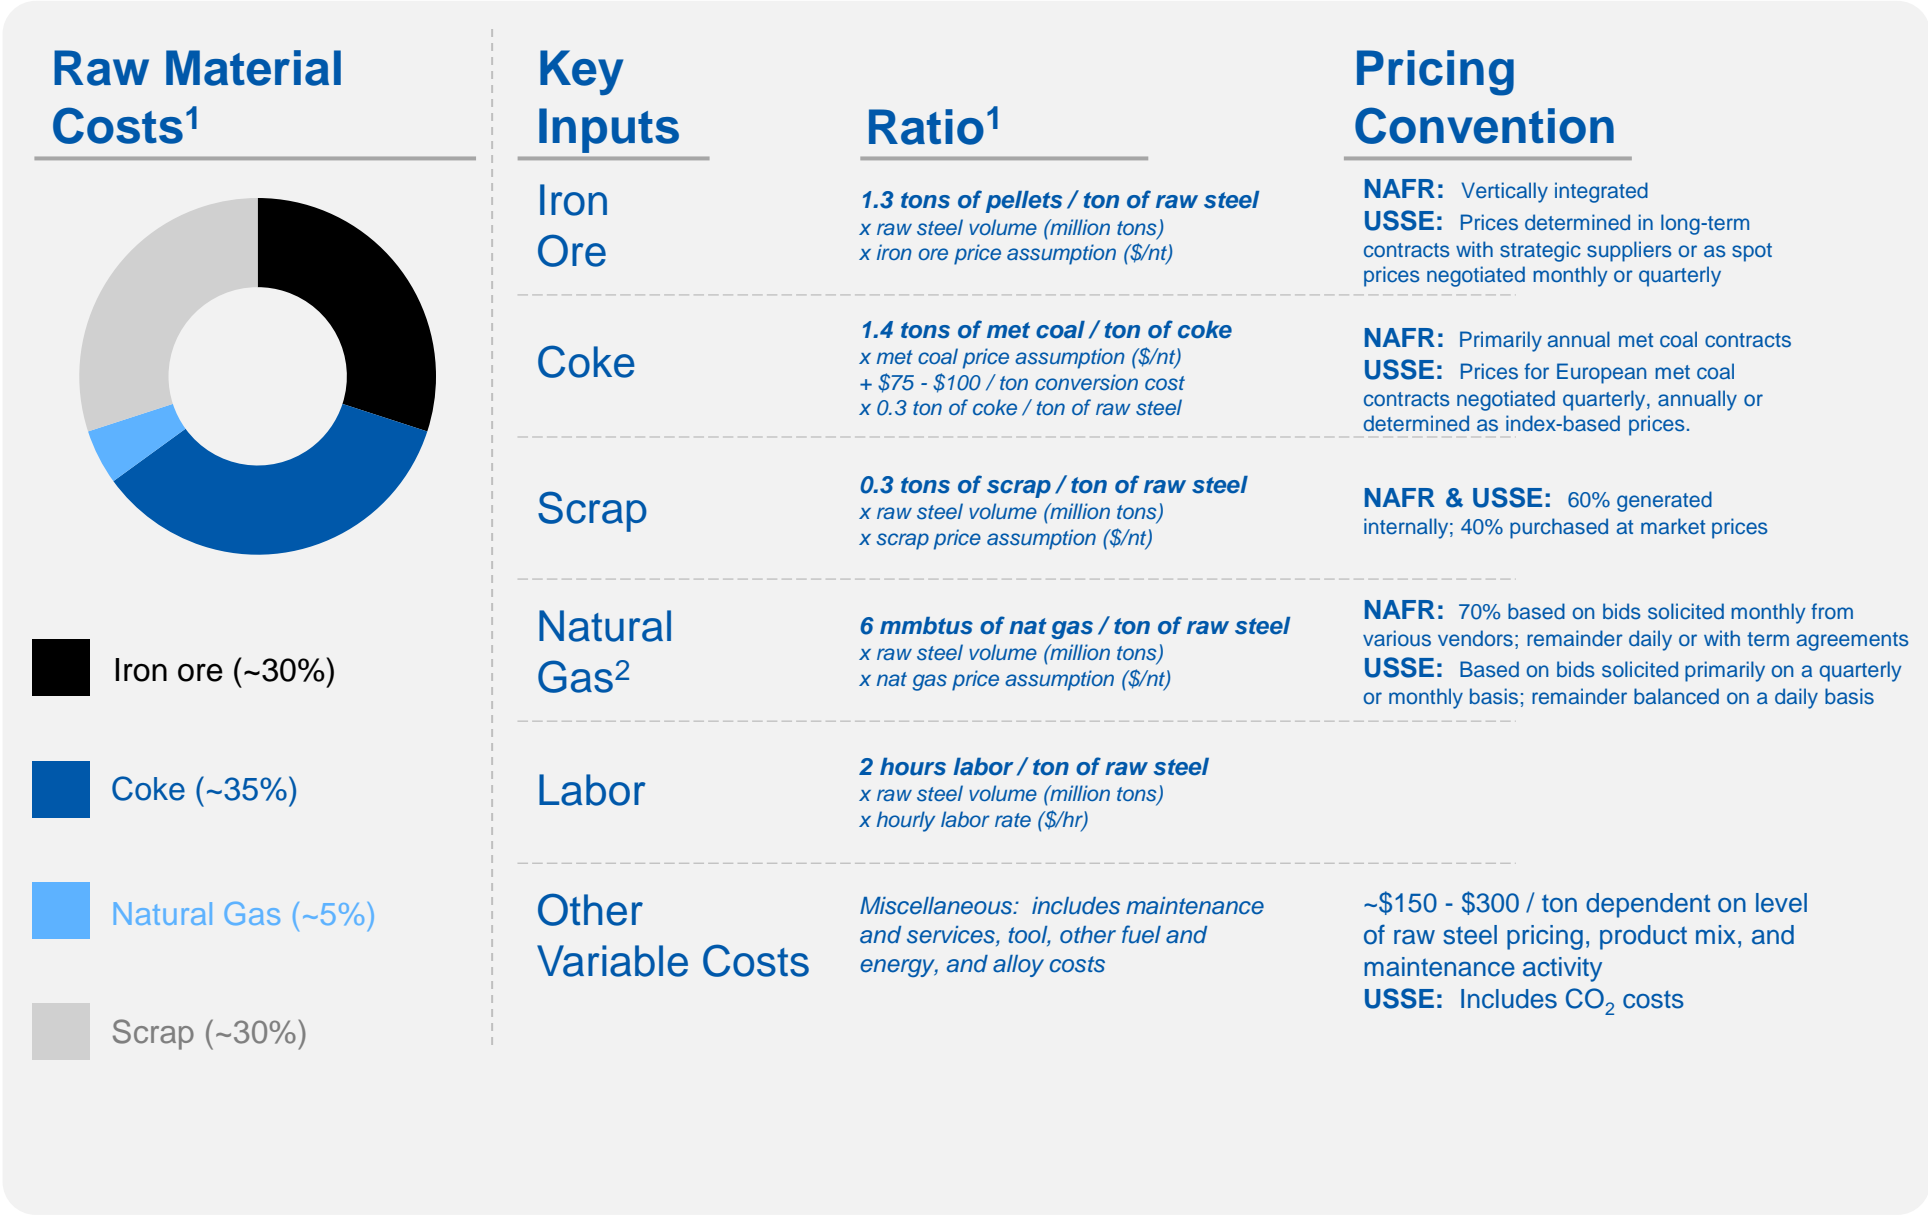 Raw Material
Costs¹
Iron ore (~30%)
Coke (~35%)
Natural Gas (~5%)
Scrap (~30%)
Key
Inputs
Ratio¹
Pricing
Convention
Iron
Ore
1.3 tons of pellets / ton of raw steel
x raw steel volume (million tons)
x iron ore price assumption ($/nt)
NAFR: Vertically integrated
USSE: Prices determined in long-term
contracts with strategic suppliers or as spot
prices negotiated monthly or quarterly
Coke
1.4 tons of met coal / ton of coke
x met coal price assumption ($/nt)
+ $75 - $100 / ton conversion cost
x 0.3 ton of coke / ton of raw steel
NAFR: Primarily annual met coal contracts
USSE: Prices for European met coal
contracts negotiated quarterly, annually or
determined as index-based prices.
Scrap
0.3 tons of scrap / ton of raw steel
x raw steel volume (million tons)
x scrap price assumption ($/nt)
NAFR & USSE: 60% generated
internally; 40% purchased at market prices
Natural
Gas²
6 mmbtus of nat gas / ton of raw steel
x raw steel volume (million tons)
x nat gas price assumption ($/nt)
NAFR: 70% based on bids solicited monthly from
various vendors; remainder daily or with term agreements
USSE: Based on bids solicited primarily on a quarterly
or monthly basis; remainder balanced on a daily basis
Labor
2 hours labor / ton of raw steel
x raw steel volume (million tons)
x hourly labor rate ($/hr)
Other
Variable Costs
Miscellaneous: includes maintenance
and services, tool, other fuel and
energy, and alloy costs
~$150 - $300 / ton dependent on level
of raw steel pricing, product mix, and
maintenance activity
USSE: Includes CO₂ costs